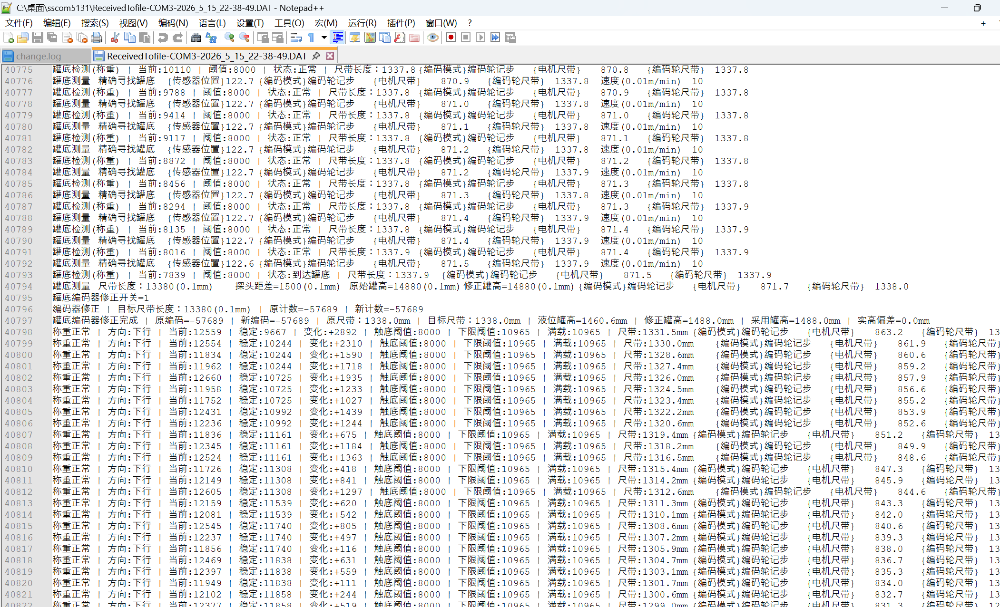 C:\桌面\sscom5131\ReceivedTofile-COM3-2026_5_15_22-38-49.DAT - Notepad++
文件(F) 编辑(E) 搜索(S) 视图(V) 编码(N) 语言(L) 设置(T) 工具(O) 宏(M) 运行(R) 插件(P) 窗口(W) ?
change.log ReceivedTofile-COM3-2026_5_15_22-38-49.DAT
40775 罐底检测(称重) | 当前:10110 | 阈值:8000 | 状态:正常 | 尺带长度：1337.8 {编码模式}编码轮记步 {电机尺带} 870.8 {编码轮尺带} 1337.8
40776 罐底测量 精确寻找罐底 {传感器位置}122.7 {编码模式}编码轮记步 {电机尺带} 870.9 {编码轮尺带} 1337.8 速度(0.01m/min) 10
40777 罐底检测(称重) | 当前:9788 | 阈值:8000 | 状态:正常 | 尺带长度：1337.8 {编码模式}编码轮记步 {电机尺带} 870.9 {编码轮尺带} 1337.8
40778 罐底测量 精确寻找罐底 {传感器位置}122.7 {编码模式}编码轮记步 {电机尺带} 871.0 {编码轮尺带} 1337.8 速度(0.01m/min) 10
40779 罐底检测(称重) | 当前:9414 | 阈值:8000 | 状态:正常 | 尺带长度：1337.8 {编码模式}编码轮记步 {电机尺带} 871.0 {编码轮尺带} 1337.8
40780 罐底测量 精确寻找罐底 {传感器位置}122.7 {编码模式}编码轮记步 {电机尺带} 871.1 {编码轮尺带} 1337.8 速度(0.01m/min) 10
40781 罐底检测(称重) | 当前:9117 | 阈值:8000 | 状态:正常 | 尺带长度：1337.8 {编码模式}编码轮记步 {电机尺带} 871.1 {编码轮尺带} 1337.8
40782 罐底测量 精确寻找罐底 {传感器位置}122.7 {编码模式}编码轮记步 {电机尺带} 871.2 {编码轮尺带} 1337.8 速度(0.01m/min) 10
40783 罐底检测(称重) | 当前:8872 | 阈值:8000 | 状态:正常 | 尺带长度：1337.8 {编码模式}编码轮记步 {电机尺带} 871.2 {编码轮尺带} 1337.8
40784 罐底测量 精确寻找罐底 {传感器位置}122.7 {编码模式}编码轮记步 {电机尺带} 871.2 {编码轮尺带} 1337.9 速度(0.01m/min) 10
40785 罐底检测(称重) | 当前:8456 | 阈值:8000 | 状态:正常 | 尺带长度：1337.8 {编码模式}编码轮记步 {电机尺带} 871.3 {编码轮尺带} 1337.8
40786 罐底测量 精确寻找罐底 {传感器位置}122.7 {编码模式}编码轮记步 {电机尺带} 871.3 {编码轮尺带} 1337.8 速度(0.01m/min) 10
40787 罐底检测(称重) | 当前:8294 | 阈值:8000 | 状态:正常 | 尺带长度：1337.8 {编码模式}编码轮记步 {电机尺带} 871.3 {编码轮尺带} 1337.9
40788 罐底测量 精确寻找罐底 {传感器位置}122.7 {编码模式}编码轮记步 {电机尺带} 871.4 {编码轮尺带} 1337.9 速度(0.01m/min) 10
40789 罐底检测(称重) | 当前:8135 | 阈值:8000 | 状态:正常 | 尺带长度：1337.8 {编码模式}编码轮记步 {电机尺带} 871.4 {编码轮尺带} 1337.9
40790 罐底测量 精确寻找罐底 {传感器位置}122.7 {编码模式}编码轮记步 {电机尺带} 871.4 {编码轮尺带} 1337.9 速度(0.01m/min) 10
40791 罐底检测(称重) | 当前:8016 | 阈值:8000 | 状态:正常 | 尺带长度：1337.9 {编码模式}编码轮记步 {电机尺带} 871.4 {编码轮尺带} 1337.9
40792 罐底测量 精确寻找罐底 {传感器位置}122.6 {编码模式}编码轮记步 {电机尺带} 871.5 {编码轮尺带} 1337.9 速度(0.01m/min) 10
40793 罐底检测(称重) | 当前:7839 | 阈值:8000 | 状态:到达罐底 | 尺带长度：1337.9 {编码模式}编码轮记步 {电机尺带} 871.5 {编码轮尺带} 1337.9
40794 罐底测量 尺带长度：13380(0.1mm) 探头距差=1500(0.1mm) 原始罐高=14880(0.1mm) 修正罐高=14880(0.1mm) {编码模式}编码轮记步 {电机尺带} 871.7 {编码轮尺带} 1338.0
40795 罐底编码器修正开关=1
40796 编码器修正 | 目标尺带长度：13380(0.1mm) | 原计数=-57689 | 新计数=-57689
40797 罐底编码器修正完成 | 原编码=-57689 | 新编码=-57689 | 原尺带：1338.0mm | 目标尺带：1338.0mm | 液位罐高=1460.6mm | 修正罐高=1488.0mm | 采用罐高=1488.0mm | 实高偏差=0.0mm
40798 称重正常 | 方向:下行 | 当前:12559 | 稳定:9667 | 变化:+2892 | 触底阈值:8000 | 下限阈值:10965 | 满载:10965 | 尺带:1331.5mm {编码模式}编码轮记步 {电机尺带} 863.2 {编码轮尺带} 13
40799 称重正常 | 方向:下行 | 当前:12554 | 稳定:10244 | 变化:+2310 | 触底阈值:8000 | 下限阈值:10965 | 满载:10965 | 尺带:1330.0mm {编码模式}编码轮记步 {电机尺带} 861.9 {编码轮尺带}
40800 称重正常 | 方向:下行 | 当前:11834 | 稳定:10244 | 变化:+1590 | 触底阈值:8000 | 下限阈值:10965 | 满载:10965 | 尺带:1328.6mm {编码模式}编码轮记步 {电机尺带} 860.6 {编码轮尺带}
40801 称重正常 | 方向:下行 | 当前:11962 | 稳定:10244 | 变化:+1718 | 触底阈值:8000 | 下限阈值:10965 | 满载:10965 | 尺带:1327.4mm {编码模式}编码轮记步 {电机尺带} 859.2 {编码轮尺带}
40802 称重正常 | 方向:下行 | 当前:12660 | 稳定:10725 | 变化:+1935 | 触底阈值:8000 | 下限阈值:10965 | 满载:10965 | 尺带:1326.0mm {编码模式}编码轮记步 {电机尺带} 857.9 {编码轮尺带}
40803 称重正常 | 方向:下行 | 当前:11958 | 稳定:10725 | 变化:+1233 | 触底阈值:8000 | 下限阈值:10965 | 满载:10965 | 尺带:1324.5mm {编码模式}编码轮记步 {电机尺带} 856.6 {编码轮尺带}
40804 称重正常 | 方向:下行 | 当前:11752 | 稳定:10725 | 变化:+1027 | 触底阈值:8000 | 下限阈值:10965 | 满载:10965 | 尺带:1323.4mm {编码模式}编码轮记步 {电机尺带} 855.2 {编码轮尺带}
40805 称重正常 | 方向:下行 | 当前:12431 | 稳定:10992 | 变化:+1439 | 触底阈值:8000 | 下限阈值:10965 | 满载:10965 | 尺带:1322.2mm {编码模式}编码轮记步 {电机尺带} 853.9 {编码轮尺带}
40806 称重正常 | 方向:下行 | 当前:12236 | 稳定:10992 | 变化:+1244 | 触底阈值:8000 | 下限阈值:10965 | 满载:10965 | 尺带:1320.6mm {编码模式}编码轮记步 {电机尺带} 852.6 {编码轮尺带}
40807 称重正常 | 方向:下行 | 当前:11836 | 稳定:11161 | 变化:+675 | 触底阈值:8000 | 下限阈值:10965 | 满载:10965 | 尺带:1319.4mm {编码模式}编码轮记步 {电机尺带} 851.2 {编码轮尺带} 13
40808 称重正常 | 方向:下行 | 当前:12345 | 稳定:11161 | 变化:+1184 | 触底阈值:8000 | 下限阈值:10965 | 满载:10965 | 尺带:1318.2mm {编码模式}编码轮记步 {电机尺带} 849.9 {编码轮尺带}
40809 称重正常 | 方向:下行 | 当前:12524 | 稳定:11161 | 变化:+1363 | 触底阈值:8000 | 下限阈值:10965 | 满载:10965 | 尺带:1316.5mm {编码模式}编码轮记步 {电机尺带} 848.6 {编码轮尺带}
40810 称重正常 | 方向:下行 | 当前:11726 | 稳定:11308 | 变化:+418 | 触底阈值:8000 | 下限阈值:10965 | 满载:10965 | 尺带:1315.4mm {编码模式}编码轮记步 {电机尺带} 847.3 {编码轮尺带} 13
40811 称重正常 | 方向:下行 | 当前:12149 | 稳定:11308 | 变化:+841 | 触底阈值:8000 | 下限阈值:10965 | 满载:10965 | 尺带:1314.2mm {编码模式}编码轮记步 {电机尺带} 845.9 {编码轮尺带} 13
40812 称重正常 | 方向:下行 | 当前:12605 | 稳定:11308 | 变化:+1297 | 触底阈值:8000 | 下限阈值:10965 | 满载:10965 | 尺带:1312.6mm {编码模式}编码轮记步 {电机尺带} 844.6 {编码轮尺带}
40813 称重正常 | 方向:下行 | 当前:12159 | 稳定:11539 | 变化:+620 | 触底阈值:8000 | 下限阈值:10965 | 满载:10965 | 尺带:1311.3mm {编码模式}编码轮记步 {电机尺带} 843.3 {编码轮尺带} 13
40814 称重正常 | 方向:下行 | 当前:12081 | 稳定:11539 | 变化:+542 | 触底阈值:8000 | 下限阈值:10965 | 满载:10965 | 尺带:1310.1mm {编码模式}编码轮记步 {电机尺带} 842.0 {编码轮尺带} 13
40815 称重正常 | 方向:下行 | 当前:12545 | 稳定:11740 | 变化:+805 | 触底阈值:8000 | 下限阈值:10965 | 满载:10965 | 尺带:1308.6mm {编码模式}编码轮记步 {电机尺带} 840.6 {编码轮尺带} 13
40816 称重正常 | 方向:下行 | 当前:12237 | 稳定:11740 | 变化:+497 | 触底阈值:8000 | 下限阈值:10965 | 满载:10965 | 尺带:1307.2mm {编码模式}编码轮记步 {电机尺带} 839.3 {编码轮尺带} 13
40817 称重正常 | 方向:下行 | 当前:11856 | 稳定:11740 | 变化:+116 | 触底阈值:8000 | 下限阈值:10965 | 满载:10965 | 尺带:1305.9mm {编码模式}编码轮记步 {电机尺带} 838.0 {编码轮尺带} 13
40818 称重正常 | 方向:下行 | 当前:12469 | 稳定:11838 | 变化:+631 | 触底阈值:8000 | 下限阈值:10965 | 满载:10965 | 尺带:1304.7mm {编码模式}编码轮记步 {电机尺带} 836.7 {编码轮尺带} 13
40819 称重正常 | 方向:下行 | 当前:12397 | 稳定:11838 | 变化:+559 | 触底阈值:8000 | 下限阈值:10965 | 满载:10965 | 尺带:1303.1mm {编码模式}编码轮记步 {电机尺带} 835.3 {编码轮尺带} 13
40820 称重正常 | 方向:下行 | 当前:11949 | 稳定:11838 | 变化:+111 | 触底阈值:8000 | 下限阈值:10965 | 满载:10965 | 尺带:1301.7mm {编码模式}编码轮记步 {电机尺带} 834.0 {编码轮尺带} 13
40821 称重正常 | 方向:下行 | 当前:12102 | 稳定:11858 | 变化:+244 | 触底阈值:8000 | 下限阈值:10965 | 满载:10965 | 尺带:1300.6mm {编码模式}编码轮记步 {电机尺带} 832.7 {编码轮尺带} 13
40822 称重正常 | 方向:下行 | 当前:12377 | 稳定:11858 | 变化:+519 | 触底阈值:8000 | 下限阈值:10965 | 满载:10965 | 尺带:1299.0mm {编码模式}编码轮记步 {电机尺带} 831.3 {编码轮尺带} 12